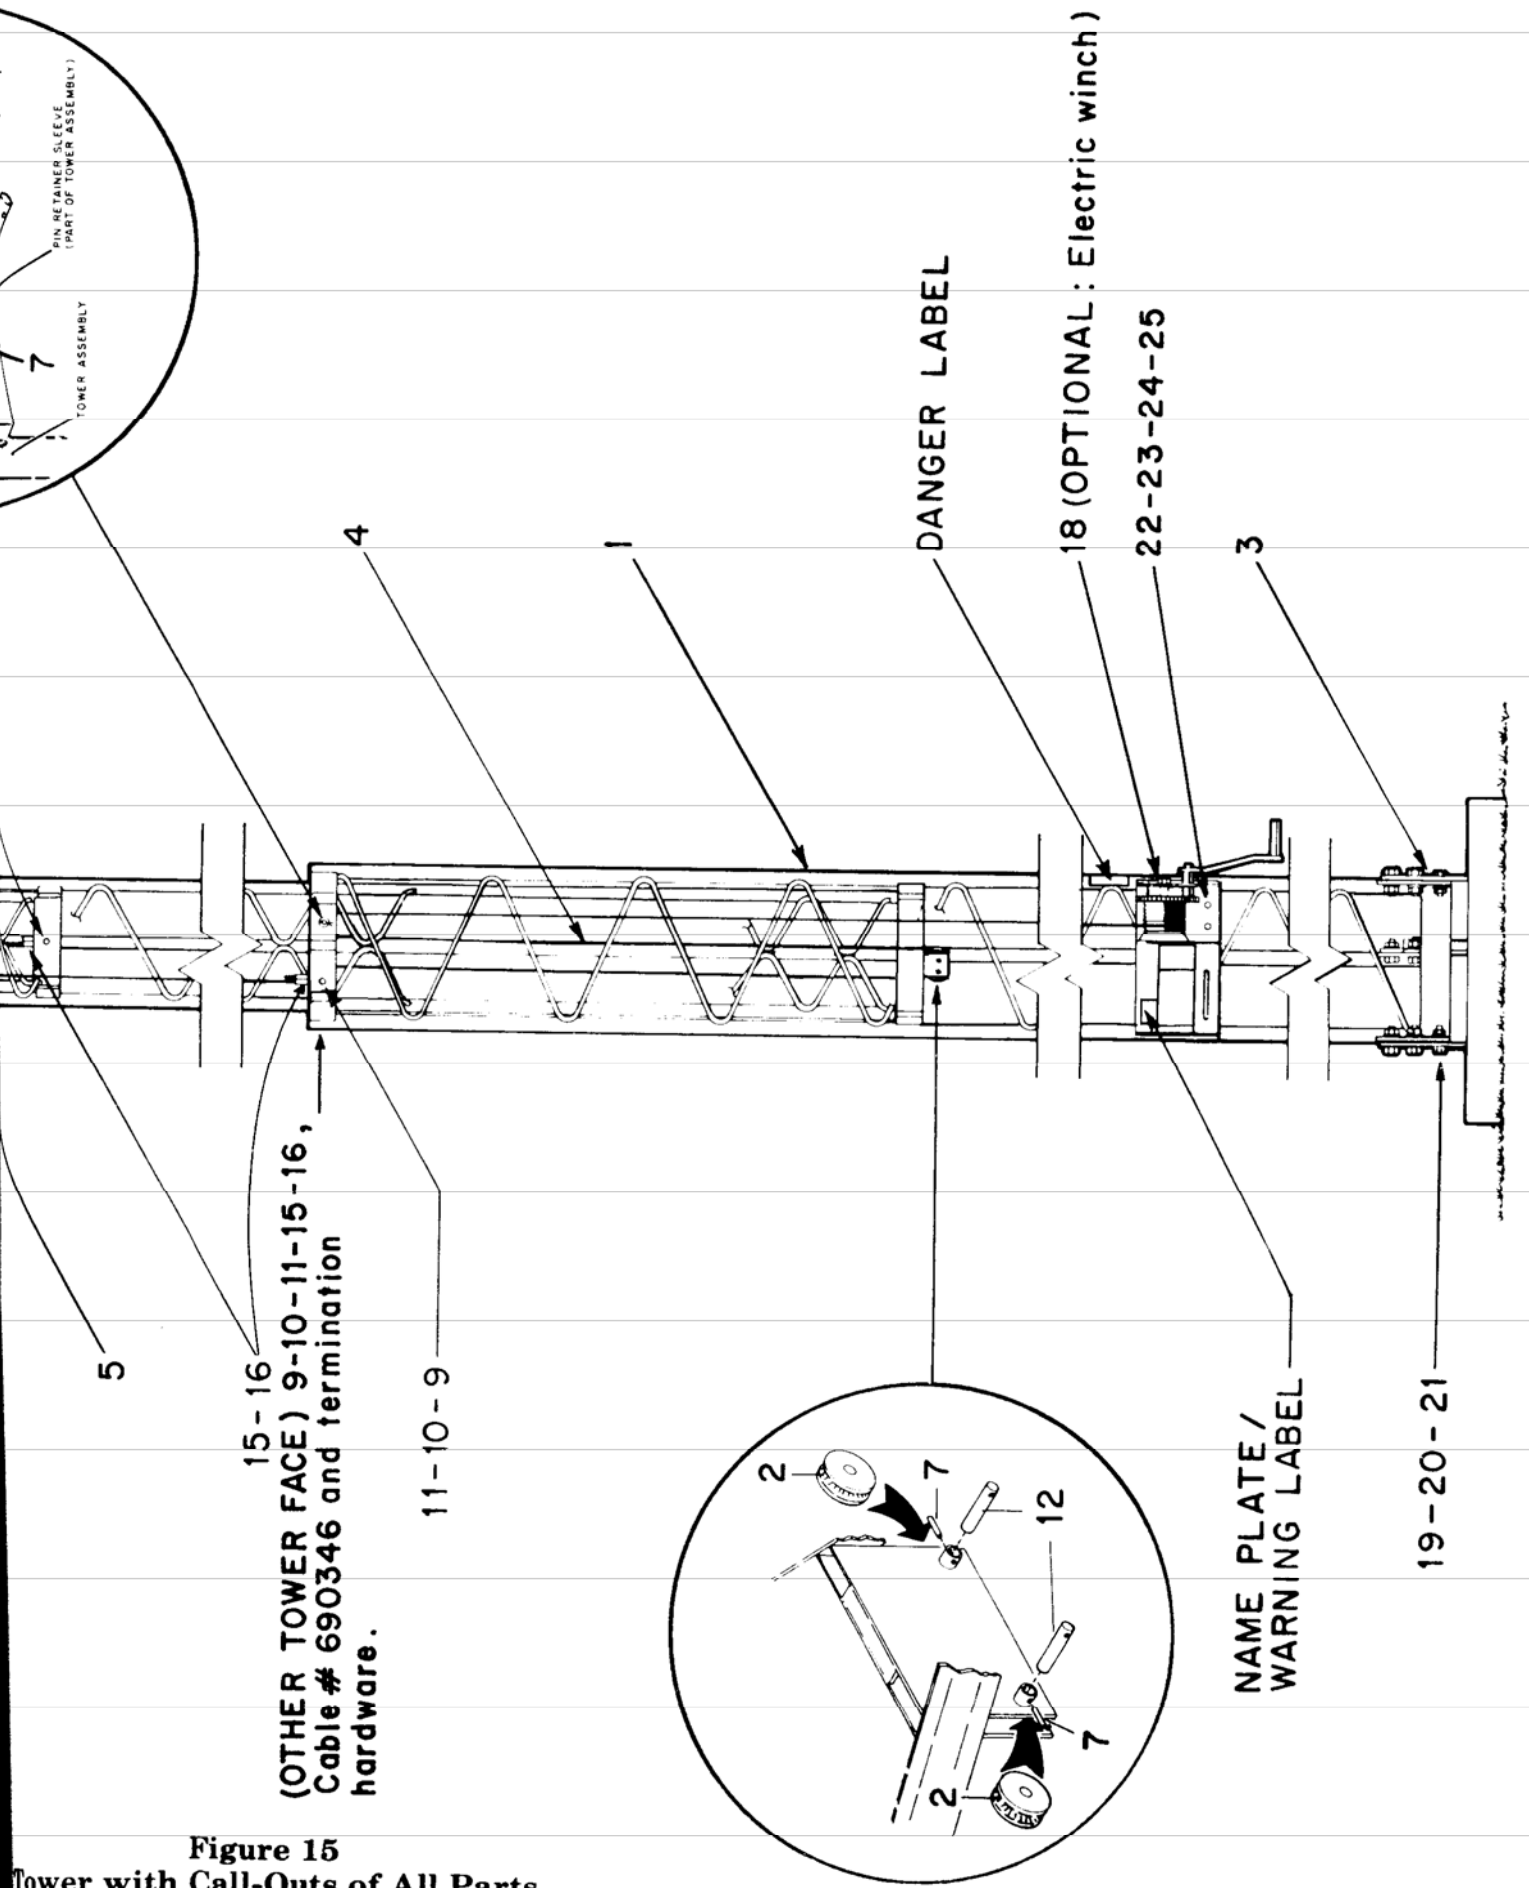 PIN RETAINER SLEEVE
(PART OF TOWER ASSEMBLY)
7
TOWER ASSEMBLY
4
1
DANGER LABEL
18 (OPTIONAL: Electric winch)
22-23-24-25
3
5
15-16
(OTHER TOWER FACE) 9-10-11-15-16,
Cable # 690346 and termination
hardware.
11-10-9
2
7
12
2
7
NAME PLATE/
WARNING LABEL
19-20-21
Figure 15
Tower with Call-Outs of All Parts